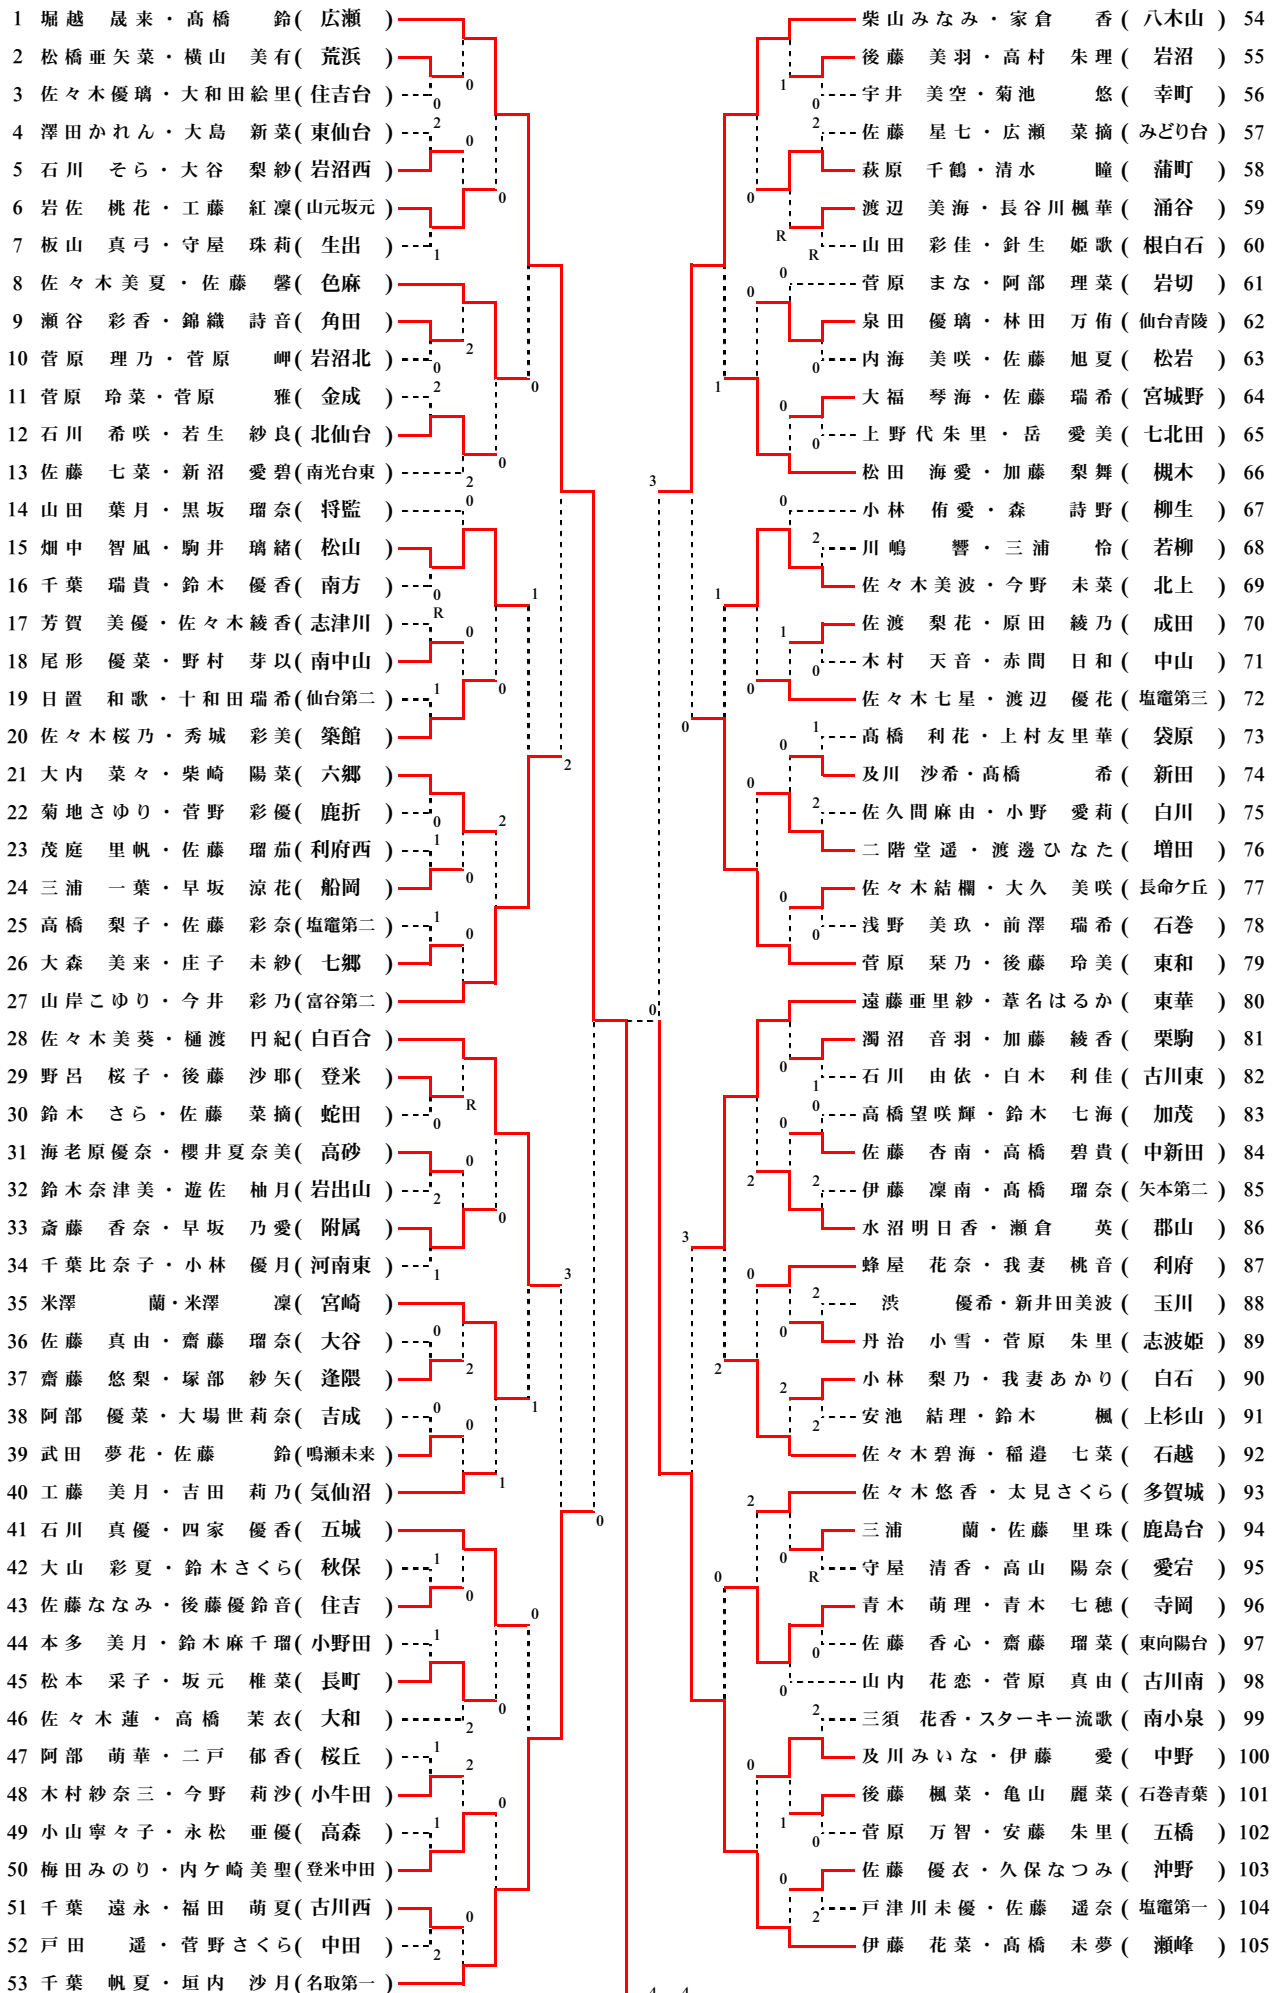 1 堀越 晟来・髙橋 鈴(広瀬)
2 松橋亜矢菜・横山 美有(荒浜)
3 佐々木優璃・大和田絵里(住吉台)
4 澤田かれん・大島 新菜(東仙台)
5 石川 そら・大谷 梨紗(岩沼西)
6 岩佐 桃花・工藤 紅凜(山元坂元)
7 板山 真弓・守屋 珠莉(生出)
8 佐々木美夏・佐藤 馨(色麻)
9 瀬谷 彩香・錦織 詩音(角田)
10 菅原 理乃・菅原 岬(岩沼北)
11 菅原 玲菜・菅原 雅(金成)
12 石川 希咲・若生 紗良(北仙台)
13 佐藤 七菜・新沼 愛碧(南光台東)
14 山田 葉月・黒坂 瑠奈(将監)
15 畑中 智凪・駒井 璃緒(松山)
16 千葉 瑞貴・鈴木 優香(南方)
17 芳賀 美優・佐々木綾香(志津川)
18 尾形 優菜・野村 芽以(南中山)
19 日置 和歌・十和田瑞希(仙台第二)
20 佐々木桜乃・秀城 彩美(築館)
21 大内 菜々・柴崎 陽菜(六郷)
22 菊地さゆり・菅野 彩優(鹿折)
23 茂庭 里帆・佐藤 瑠茄(利府西)
24 三浦 一葉・早坂 涼花(船岡)
25 高橋 梨子・佐藤 彩奈(塩竈第二)
26 大森 美来・庄子 未紗(七郷)
27 山岸こゆり・今井 彩乃(富谷第二)
28 佐々木美葵・樋渡 円紀(白百合)
29 野呂 桜子・後藤 沙耶(登米)
30 鈴木 さら・佐藤 菜摘(蛇田)
31 海老原優奈・櫻井夏奈美(高砂)
32 鈴木奈津美・遊佐 柚月(岩出山)
33 斎藤 香奈・早坂 乃愛(附属)
34 千葉比奈子・小林 優月(河南東)
35 米澤 蘭・米澤 凜(宮崎)
36 佐藤 真由・齋藤 瑠奈(大谷)
37 齋藤 悠梨・塚部 紗矢(逢隈)
38 阿部 優菜・大場世莉奈(吉成)
39 武田 夢花・佐藤 鈴(鳴瀬未来)
40 工藤 美月・吉田 莉乃(気仙沼)
41 石川 真優・四家 優香(五城)
42 大山 彩夏・鈴木さくら(秋保)
43 佐藤ななみ・後藤優鈴音(住吉)
44 本多 美月・鈴木麻千瑠(小野田)
45 松本 采子・坂元 椎菜(長町)
46 佐々木蓮・高橋 茉衣(大和)
47 阿部 萌華・二戸 郁香(桜丘)
48 木村紗奈三・今野 莉沙(小牛田)
49 小山寧々子・永松 亜優(高森)
50 梅田みのり・内ケ崎美聖(登米中田)
51 千葉 遠永・福田 萌夏(古川西)
52 戸田 遥・菅野さくら(中田)
53 千葉 帆夏・垣内 沙月(名取第一)
柴山みなみ・家倉 香(八木山) 54
後藤 美羽・高村 朱理(岩沼) 55
宇井 美空・菊池 悠(幸町) 56
佐藤 星七・広瀬 菜摘(みどり台) 57
萩原 千鶴・清水 瞳(蒲町) 58
渡辺 美海・長谷川楓華(涌谷) 59
山田 彩佳・針生 姫歌(根白石) 60
菅原 まな・阿部 理菜(岩切) 61
泉田 優璃・林田 万侑(仙台青陵) 62
内海 美咲・佐藤 旭夏(松岩) 63
大福 琴海・佐藤 瑞希(宮城野) 64
上野代朱里・岳 愛美(七北田) 65
松田 海愛・加藤 梨舞(槻木) 66
小林 侑愛・森 詩野(柳生) 67
川嶋 響・三浦 怜(若柳) 68
佐々木美波・今野 未菜(北上) 69
佐渡 梨花・原田 綾乃(成田) 70
木村 天音・赤間 日和(中山) 71
佐々木七星・渡辺 優花(塩竈第三) 72
髙橋 利花・上村友里華(袋原) 73
及川 沙希・髙橋 希(新田) 74
佐久間麻由・小野 愛莉(白川) 75
二階堂遥・渡邊ひなた(増田) 76
佐々木結欄・大久 美咲(長命ケ丘) 77
浅野 美玖・前澤 瑞希(石巻) 78
菅原 栞乃・後藤 玲美(東和) 79
遠藤亜里紗・葦名はるか(東華) 80
濁沼 音羽・加藤 綾香(栗駒) 81
石川 由依・白木 利佳(古川東) 82
高橋望咲輝・鈴木 七海(加茂) 83
佐藤 杏南・高橋 碧貴(中新田) 84
伊藤 凜南・髙橋 瑠奈(矢本第二) 85
水沼明日香・瀬倉 英(郡山) 86
蜂屋 花奈・我妻 桃音(利府) 87
渋 優希・新井田美波(玉川) 88
丹治 小雪・菅原 朱里(志波姫) 89
小林 梨乃・我妻あかり(白石) 90
安池 結理・鈴木 楓(上杉山) 91
佐々木碧海・稲邉 七菜(石越) 92
佐々木悠香・太見さくら(多賀城) 93
三浦 蘭・佐藤 里珠(鹿島台) 94
守屋 清香・高山 陽奈(愛宕) 95
青木 萌理・青木 七穂(寺岡) 96
佐藤 香心・齋藤 瑠菜(東向陽台) 97
山内 花恋・菅原 真由(古川南) 98
三須 花香・スターキー流歌(南小泉) 99
及川みいな・伊藤 愛(中野) 100
後藤 楓菜・亀山 麗菜(石巻青葉) 101
菅原 万智・安藤 朱里(五橋) 102
佐藤 優衣・久保なつみ(沖野) 103
戸津川未優・佐藤 遥奈(塩竈第一) 104
伊藤 花菜・髙橋 未夢(瀬峰) 105